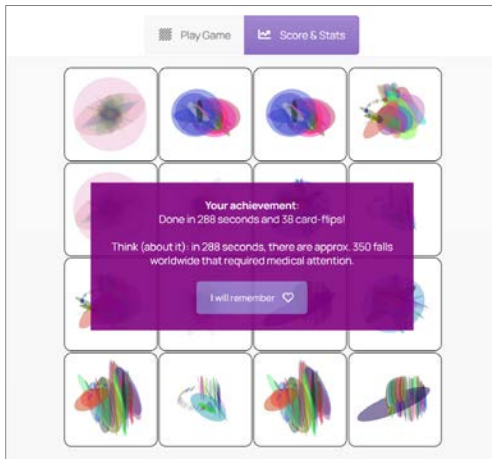 Play Game
Score & Stats
Your achievement:
Done in 288 seconds and 38 card-flips!
Think (about it): in 288 seconds, there are approx. 350 falls
worldwide that required medical attention.
I will remember